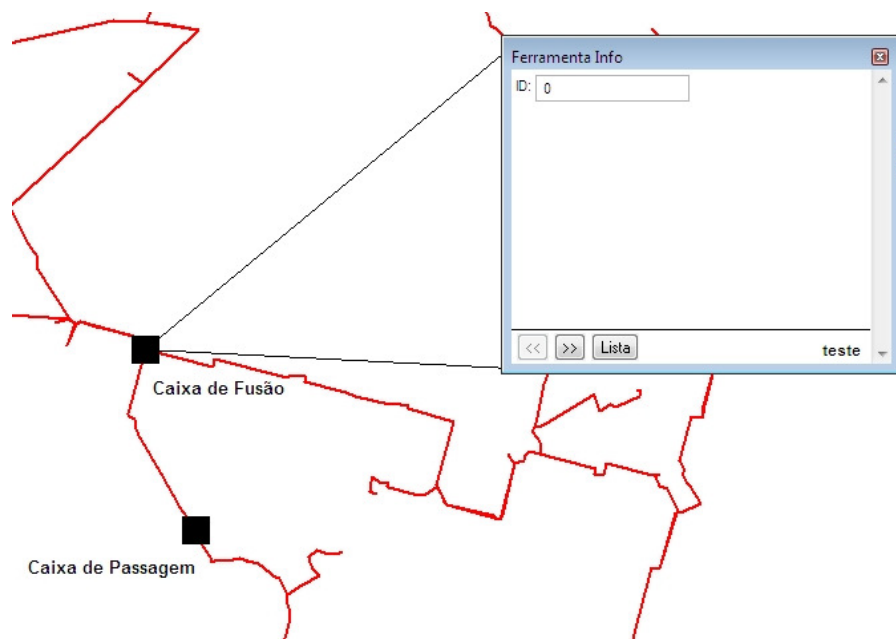 Ferramenta Info
ID: 0
<< >> Lista teste
Caixa de Fusão
Caixa de Passagem